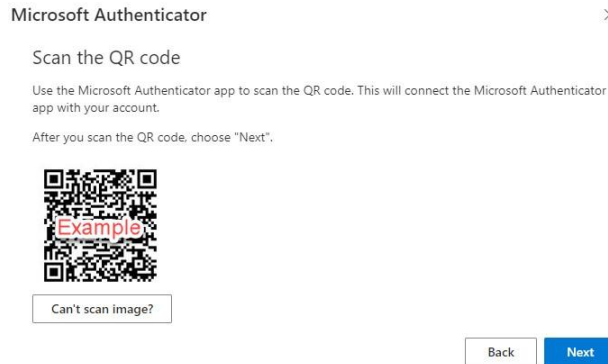 Microsoft Authenticator
Scan the QR code
Use the Microsoft Authenticator app to scan the QR code. This will connect the Microsoft Authenticator
app with your account.
After you scan the QR code, choose "Next".
Example
Can't scan image?
Back Next